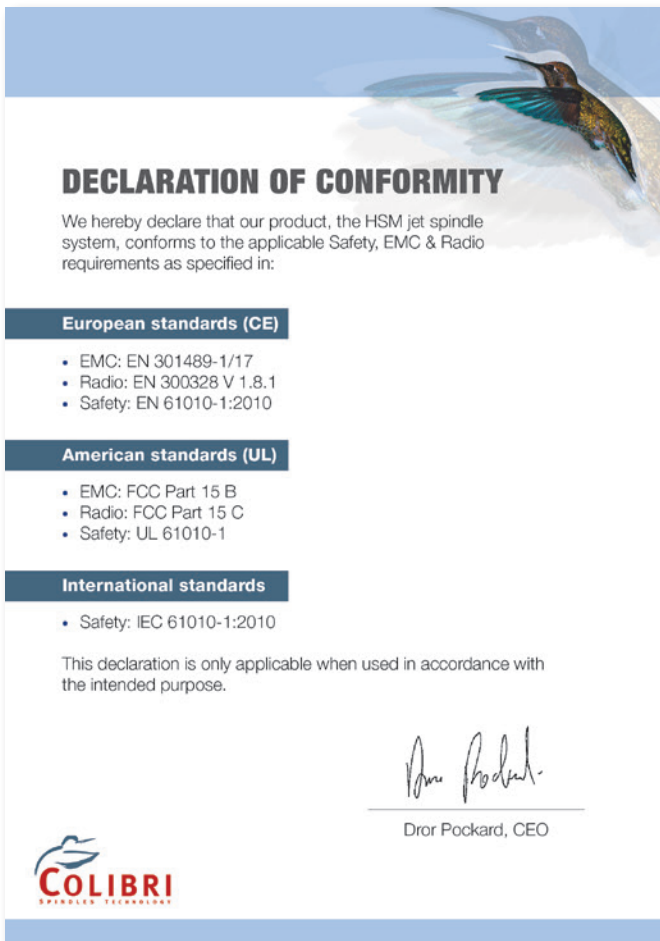 DECLARATION OF CONFORMITY
We hereby declare that our product, the HSM jet spindle
system, conforms to the applicable Safety, EMC & Radio
requirements as specified in:
European standards (CE)
• EMC: EN 301489-1/17
• Radio: EN 300328 V 1.8.1
• Safety: EN 61010-1:2010
American standards (UL)
• EMC: FCC Part 15 B
• Radio: FCC Part 15 C
• Safety: UL 61010-1
International standards
• Safety: IEC 61010-1:2010
This declaration is only applicable when used in accordance with
the intended purpose.
Dror Pockard, CEO
COLIBRI
SPINDLES TECHNOLOGY